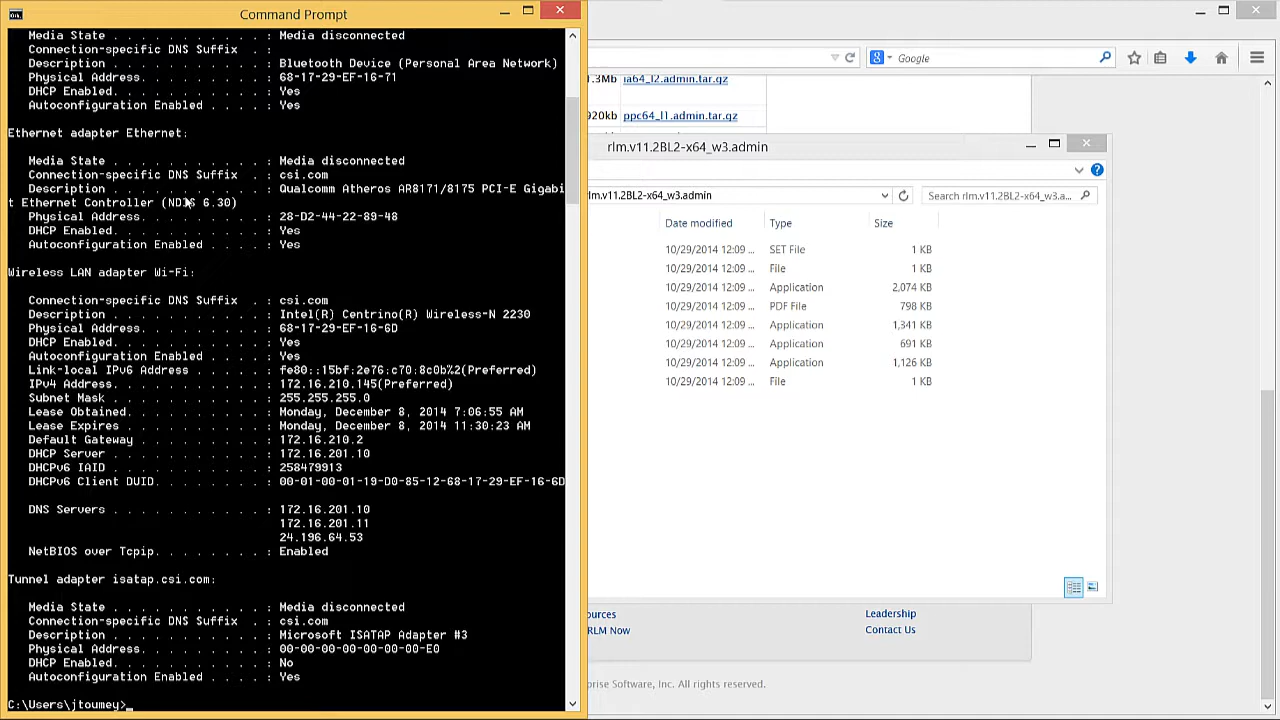 Command Prompt
Media State . . . . . . . . . . . : Media disconnected
Connection-specific DNS Suffix  . :
Description . . . . . . . . . . . : Bluetooth Device (Personal Area Network)
Physical Address. . . . . . . . . : 68-17-29-EF-16-71
DHCP Enabled. . . . . . . . . . . : Yes
Autoconfiguration Enabled . . . . : Yes
Ethernet adapter Ethernet:
Media State . . . . . . . . . . . : Media disconnected
Connection-specific DNS Suffix  . : csi.com
Description . . . . . . . . . . . : Qualcomm Atheros AR8171/8175 PCI-E Gigabi
t Ethernet Controller (NDIS 6.30)
Physical Address. . . . . . . . . : 28-D2-44-22-89-48
DHCP Enabled. . . . . . . . . . . : Yes
Autoconfiguration Enabled . . . . : Yes
Wireless LAN adapter Wi-Fi:
Connection-specific DNS Suffix  . : csi.com
Description . . . . . . . . . . . : Intel(R) Centrino(R) Wireless-N 2230
Physical Address. . . . . . . . . : 68-17-29-EF-16-6D
DHCP Enabled. . . . . . . . . . . : Yes
Autoconfiguration Enabled . . . . : Yes
Link-local IPv6 Address . . . . . : fe80::15bf:2e76:c70:8c0b%2(Preferred)
IPv4 Address. . . . . . . . . . . : 172.16.210.145(Preferred)
Subnet Mask . . . . . . . . . . . : 255.255.255.0
Lease Obtained. . . . . . . . . . : Monday, December 8, 2014 7:06:55 AM
Lease Expires . . . . . . . . . . : Monday, December 8, 2014 11:30:23 AM
Default Gateway . . . . . . . . . : 172.16.210.2
DHCP Server . . . . . . . . . . . : 172.16.201.10
DHCPv6 IAID . . . . . . . . . . . : 258479913
DHCPv6 Client DUID. . . . . . . . : 00-01-00-01-19-D0-85-12-68-17-29-EF-16-6D
DNS Servers . . . . . . . . . . . : 172.16.201.10
172.16.201.11
24.196.64.53
NetBIOS over Tcpip. . . . . . . . : Enabled
Tunnel adapter isatap.csi.com:
Media State . . . . . . . . . . . : Media disconnected
Connection-specific DNS Suffix  . : csi.com
Description . . . . . . . . . . . : Microsoft ISATAP Adapter #3
Physical Address. . . . . . . . . : 00-00-00-00-00-00-00-E0
DHCP Enabled. . . . . . . . . . . : No
Autoconfiguration Enabled . . . . : Yes
C:\Users\jtoumey>_
Google
1.3Mb ia64_l2.admin.tar.gz
920kb ppc64_l1.admin.tar.gz
rlm.v11.2BL2-x64_w3.admin
rlm.v11.2BL2-x64_w3.admin
Search rlm.v11.2BL2-x64_w3.a...
Date modified Type Size
10/29/2014 12:09 ... SET File 1 KB
10/29/2014 12:09 ... File 1 KB
10/29/2014 12:09 ... Application 2,074 KB
10/29/2014 12:09 ... PDF File 798 KB
10/29/2014 12:09 ... Application 1,341 KB
10/29/2014 12:09 ... Application 691 KB
10/29/2014 12:09 ... Application 1,126 KB
10/29/2014 12:09 ... File 1 KB
ources Leadership
RLM Now Contact Us
prise Software, Inc. All rights reserved.